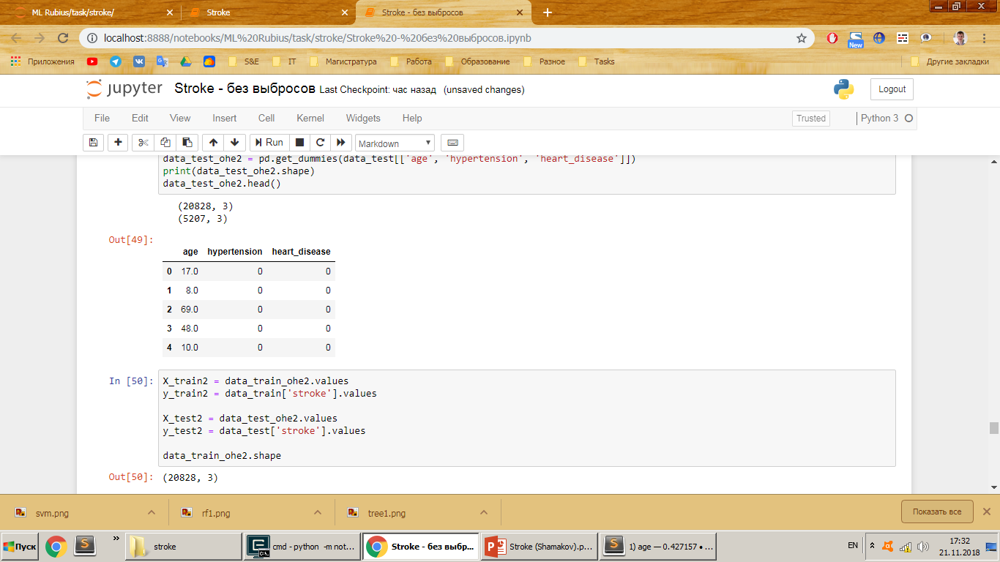 ML Rubius/task/stroke/
Stroke
Stroke - без выбросов
localhost:8888/notebooks/ML%20Rubius/task/stroke/Stroke%20-%20без%20выбросов.ipynb
New
Приложения
S&E
IT
Магистратура
Работа
Образование
Разное
Tasks
Другие закладки
jupyter Stroke - без выбросов Last Checkpoint: час назад (unsaved changes)
Logout
File Edit View Insert Cell Kernel Widgets Help
Trusted
Python 3
Run
Markdown
data_test_ohe2 = pd.get_dummies(data_test[['age', 'hypertension', 'heart_disease']])
print(data_test_ohe2.shape)
data_test_ohe2.head()
(20828, 3)
(5207, 3)
Out[49]:
age hypertension heart_disease
0 17.0 0 0
1 8.0 0 0
2 69.0 0 0
3 48.0 0 0
4 10.0 0 0
In [50]: X_train2 = data_train_ohe2.values
y_train2 = data_train['stroke'].values
X_test2 = data_test_ohe2.values
y_test2 = data_test['stroke'].values
data_train_ohe2.shape
Out[50]: (20828, 3)
svm.png
rf1.png
tree1.png
Показать все
Пуск
stroke
cmd - python -m not...
Stroke - без выбр...
Stroke (Shamakov).p...
1) age — 0.427157 • ...
EN
17:32
21.11.2018